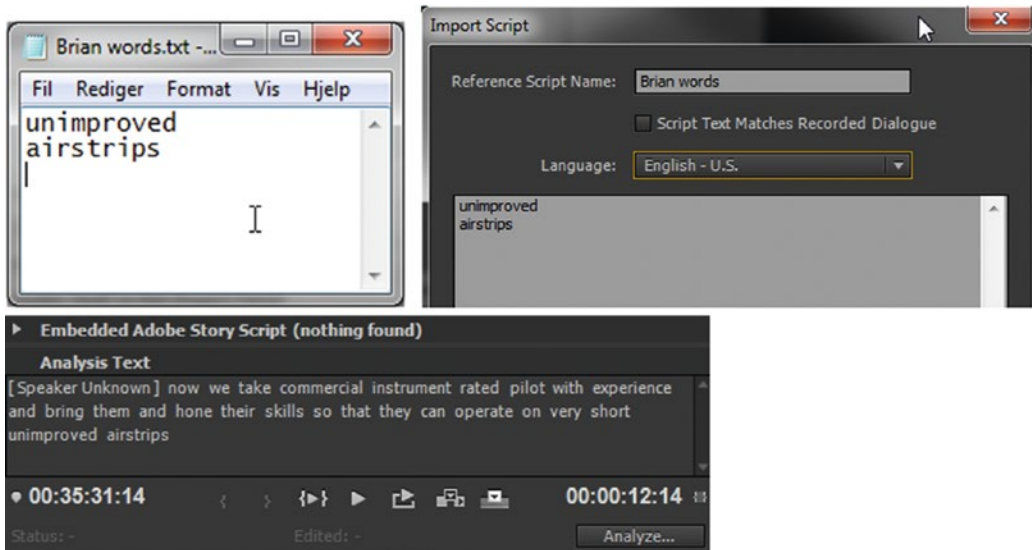 Brian words.txt -...
Fil Rediger Format Vis Hjelp
unimproved
airstrips
Import Script
Reference Script Name: Brian words
Script Text Matches Recorded Dialogue
Language: English - U.S.
unimproved
airstrips
Embedded Adobe Story Script (nothing found)
Analysis Text
[Speaker Unknown] now we take commercial instrument rated pilot with experience
and bring them and hone their skills so that they can operate on very short
unimproved airstrips
00:35:31:14 00:00:12:14
Status: - Edited: - Analyze...